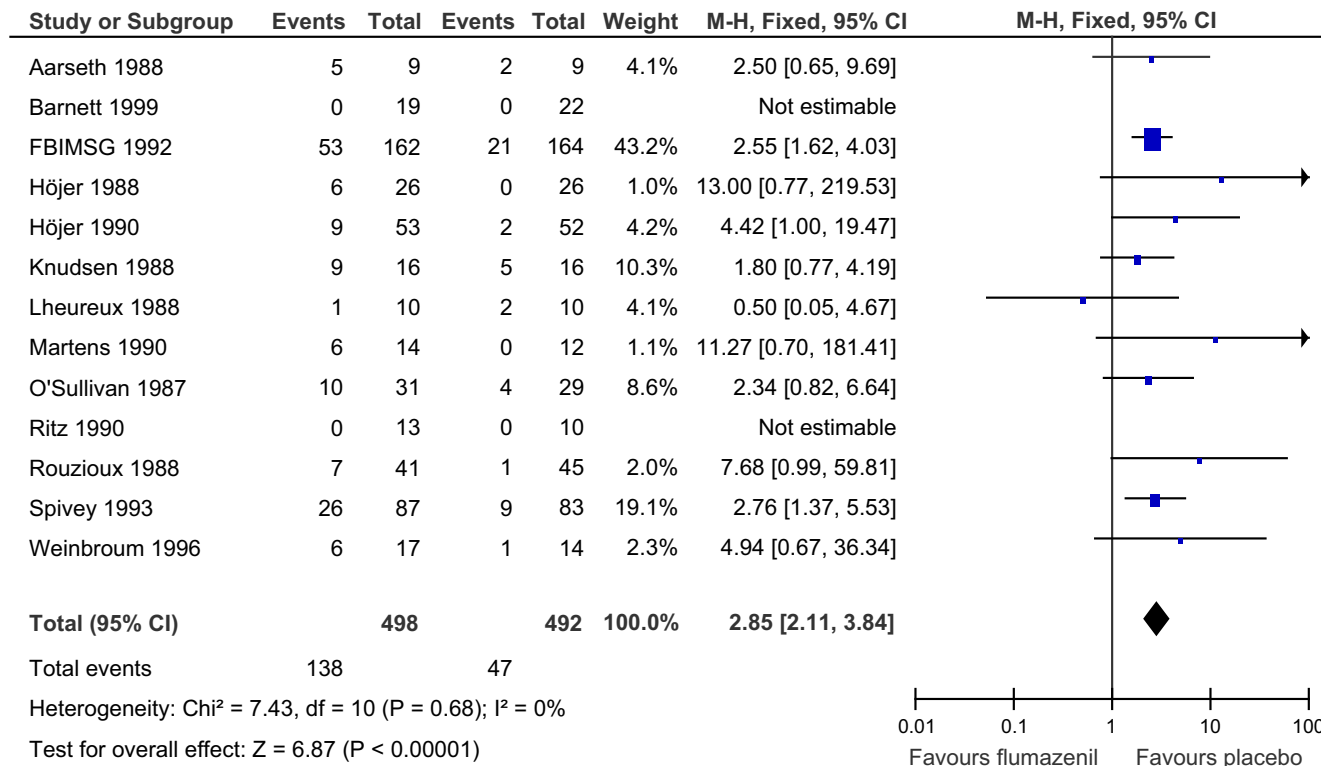 Study or Subgroup Events Total Events Total Weight M-H, Fixed, 95% CI M-H, Fixed, 95% CI
Aarseth 1988 5 9 2 9 4.1% 2.50 [0.65, 9.69]
Barnett 1999 0 19 0 22 Not estimable
FBIMSG 1992 53 162 21 164 43.2% 2.55 [1.62, 4.03]
Höjer 1988 6 26 0 26 1.0% 13.00 [0.77, 219.53]
Höjer 1990 9 53 2 52 4.2% 4.42 [1.00, 19.47]
Knudsen 1988 9 16 5 16 10.3% 1.80 [0.77, 4.19]
Lheureux 1988 1 10 2 10 4.1% 0.50 [0.05, 4.67]
Martens 1990 6 14 0 12 1.1% 11.27 [0.70, 181.41]
O'Sullivan 1987 10 31 4 29 8.6% 2.34 [0.82, 6.64]
Ritz 1990 0 13 0 10 Not estimable
Rouzioux 1988 7 41 1 45 2.0% 7.68 [0.99, 59.81]
Spivey 1993 26 87 9 83 19.1% 2.76 [1.37, 5.53]
Weinbroum 1996 6 17 1 14 2.3% 4.94 [0.67, 36.34]
Total (95% CI) 498 492 100.0% 2.85 [2.11, 3.84]
Total events 138 47
Heterogeneity: Chi² = 7.43, df = 10 (P = 0.68); I² = 0%
Test for overall effect: Z = 6.87 (P < 0.00001)
0.01 0.1 1 10 100
Favours flumazenil Favours placebo